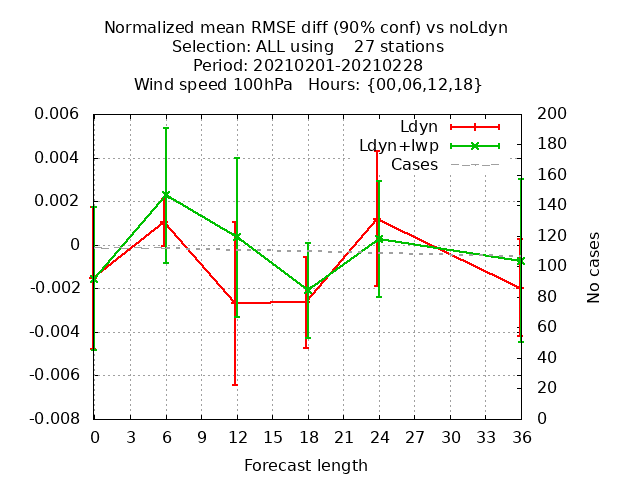 Normalized mean RMSE diff (90% conf) vs noLdyn
Selection: ALL using    27 stations
Period: 20210201-20210228
Wind speed 100hPa   Hours: {00,06,12,18}
0.006
0.004
0.002
0
-0.002
-0.004
-0.006
-0.008
200
180
160
140
120
100
80
60
40
20
0
Ldyn
Ldyn+lwp
Cases
No cases
0 3 6 9 12 15 18 21 24 27 30 33 36
Forecast length